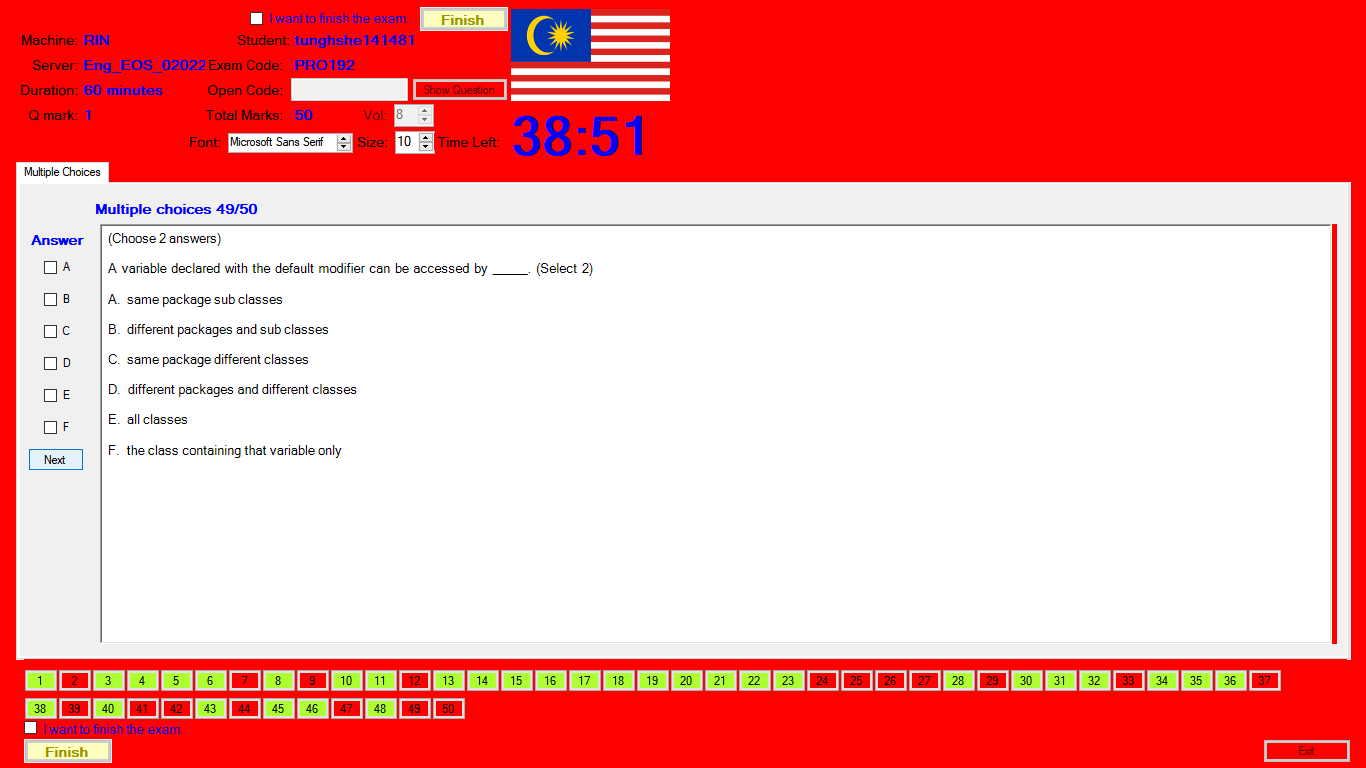 I want to finish the exam.
Finish
Machine: RIN
Student: tunghshe141481
Server: Eng_EOS_02022
Exam Code: PRO192
Duration: 60 minutes
Open Code:
Show Question
Q mark: 1
Total Marks: 50
Vol: 8
Font: Microsoft Sans Serif
Size: 10
Time Left: 38:51
Multiple Choices
Multiple choices 49/50
Answer
A
B
C
D
E
F
Next
(Choose 2 answers)
A variable declared with the default modifier can be accessed by _____. (Select 2)
A. same package sub classes
B. different packages and sub classes
C. same package different classes
D. different packages and different classes
E. all classes
F. the class containing that variable only
1 2 3 4 5 6 7 8 9 10 11 12 13 14 15 16 17 18 19 20 21 22 23 24 25 26 27 28 29 30 31 32 33 34 35 36 37
38 39 40 41 42 43 44 45 46 47 48 49 50
I want to finish the exam.
Finish
Exit